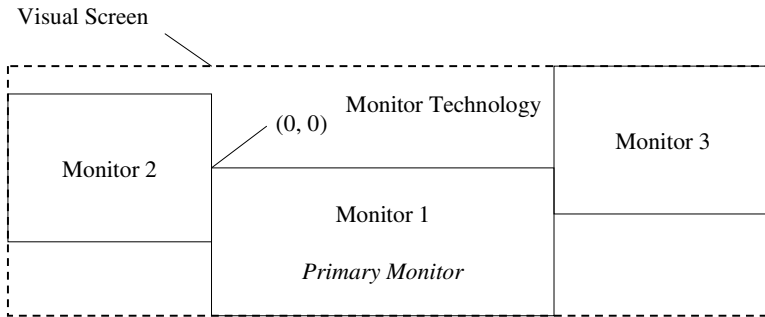 Visual Screen
Monitor Technology
(0, 0)
Monitor 3
Monitor 2
Monitor 1
Primary Monitor